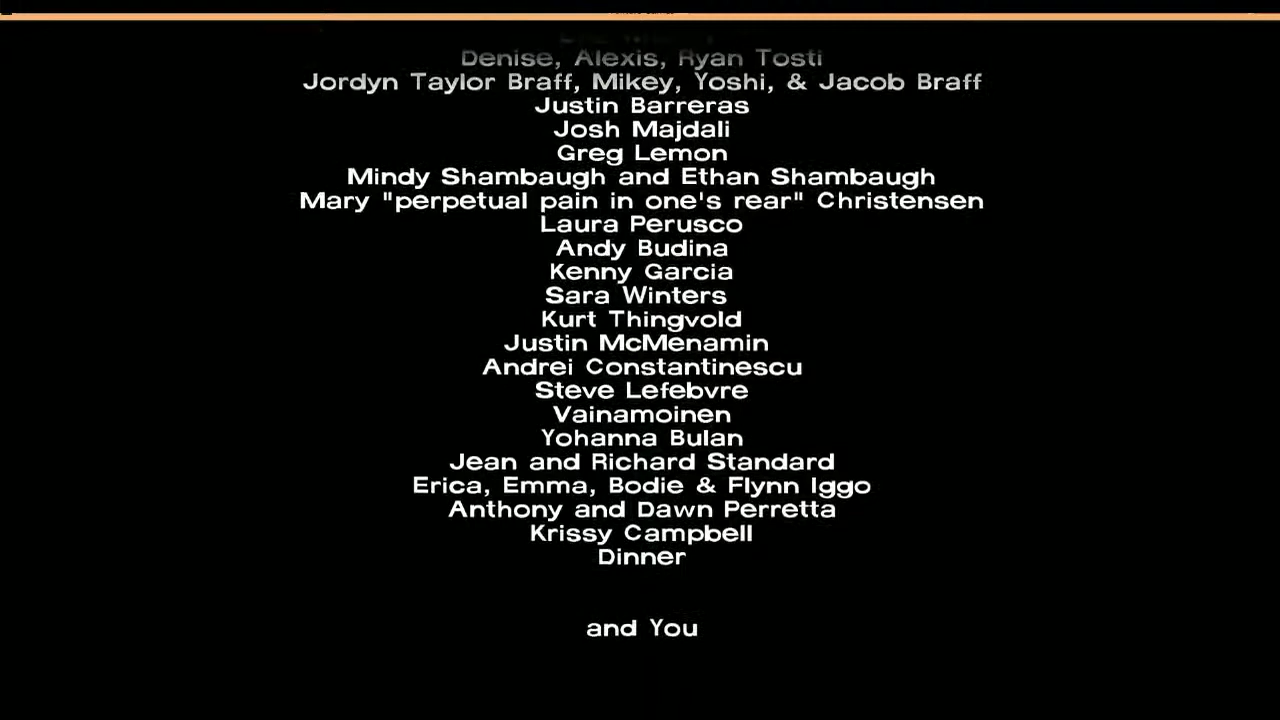 Denise, Alexis, Ryan Tosti
Jordyn Taylor Braff, Mikey, Yoshi, & Jacob Braff
Justin Barreras
Josh Majdali
Greg Lemon
Mindy Shambaugh and Ethan Shambaugh
Mary "perpetual pain in one's rear" Christensen
Laura Perusco
Andy Budina
Kenny Garcia
Sara Winters
Kurt Thingvold
Justin McMenamin
Andrei Constantinescu
Steve Lefebvre
Vainamoinen
Yohanna Bulan
Jean and Richard Standard
Erica, Emma, Bodie & Flynn Iggo
Anthony and Dawn Perretta
Krissy Campbell
Dinner
and You